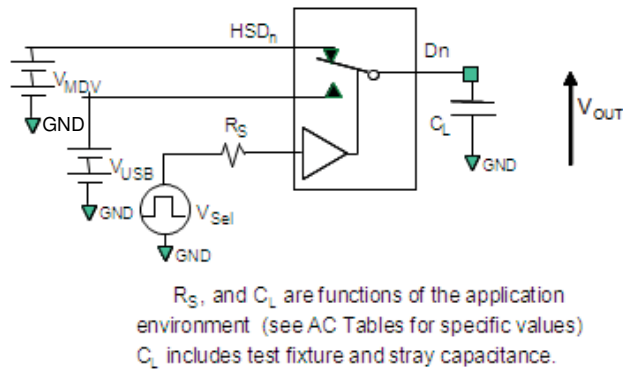 HSDn
Dn
VMDV
GND
RS
CL
VOUT
GND
VUSB
GND
VSel
GND
RS, and CL are functions of the application
environment (see AC Tables for specific values)
CL includes test fixture and stray capacitance.